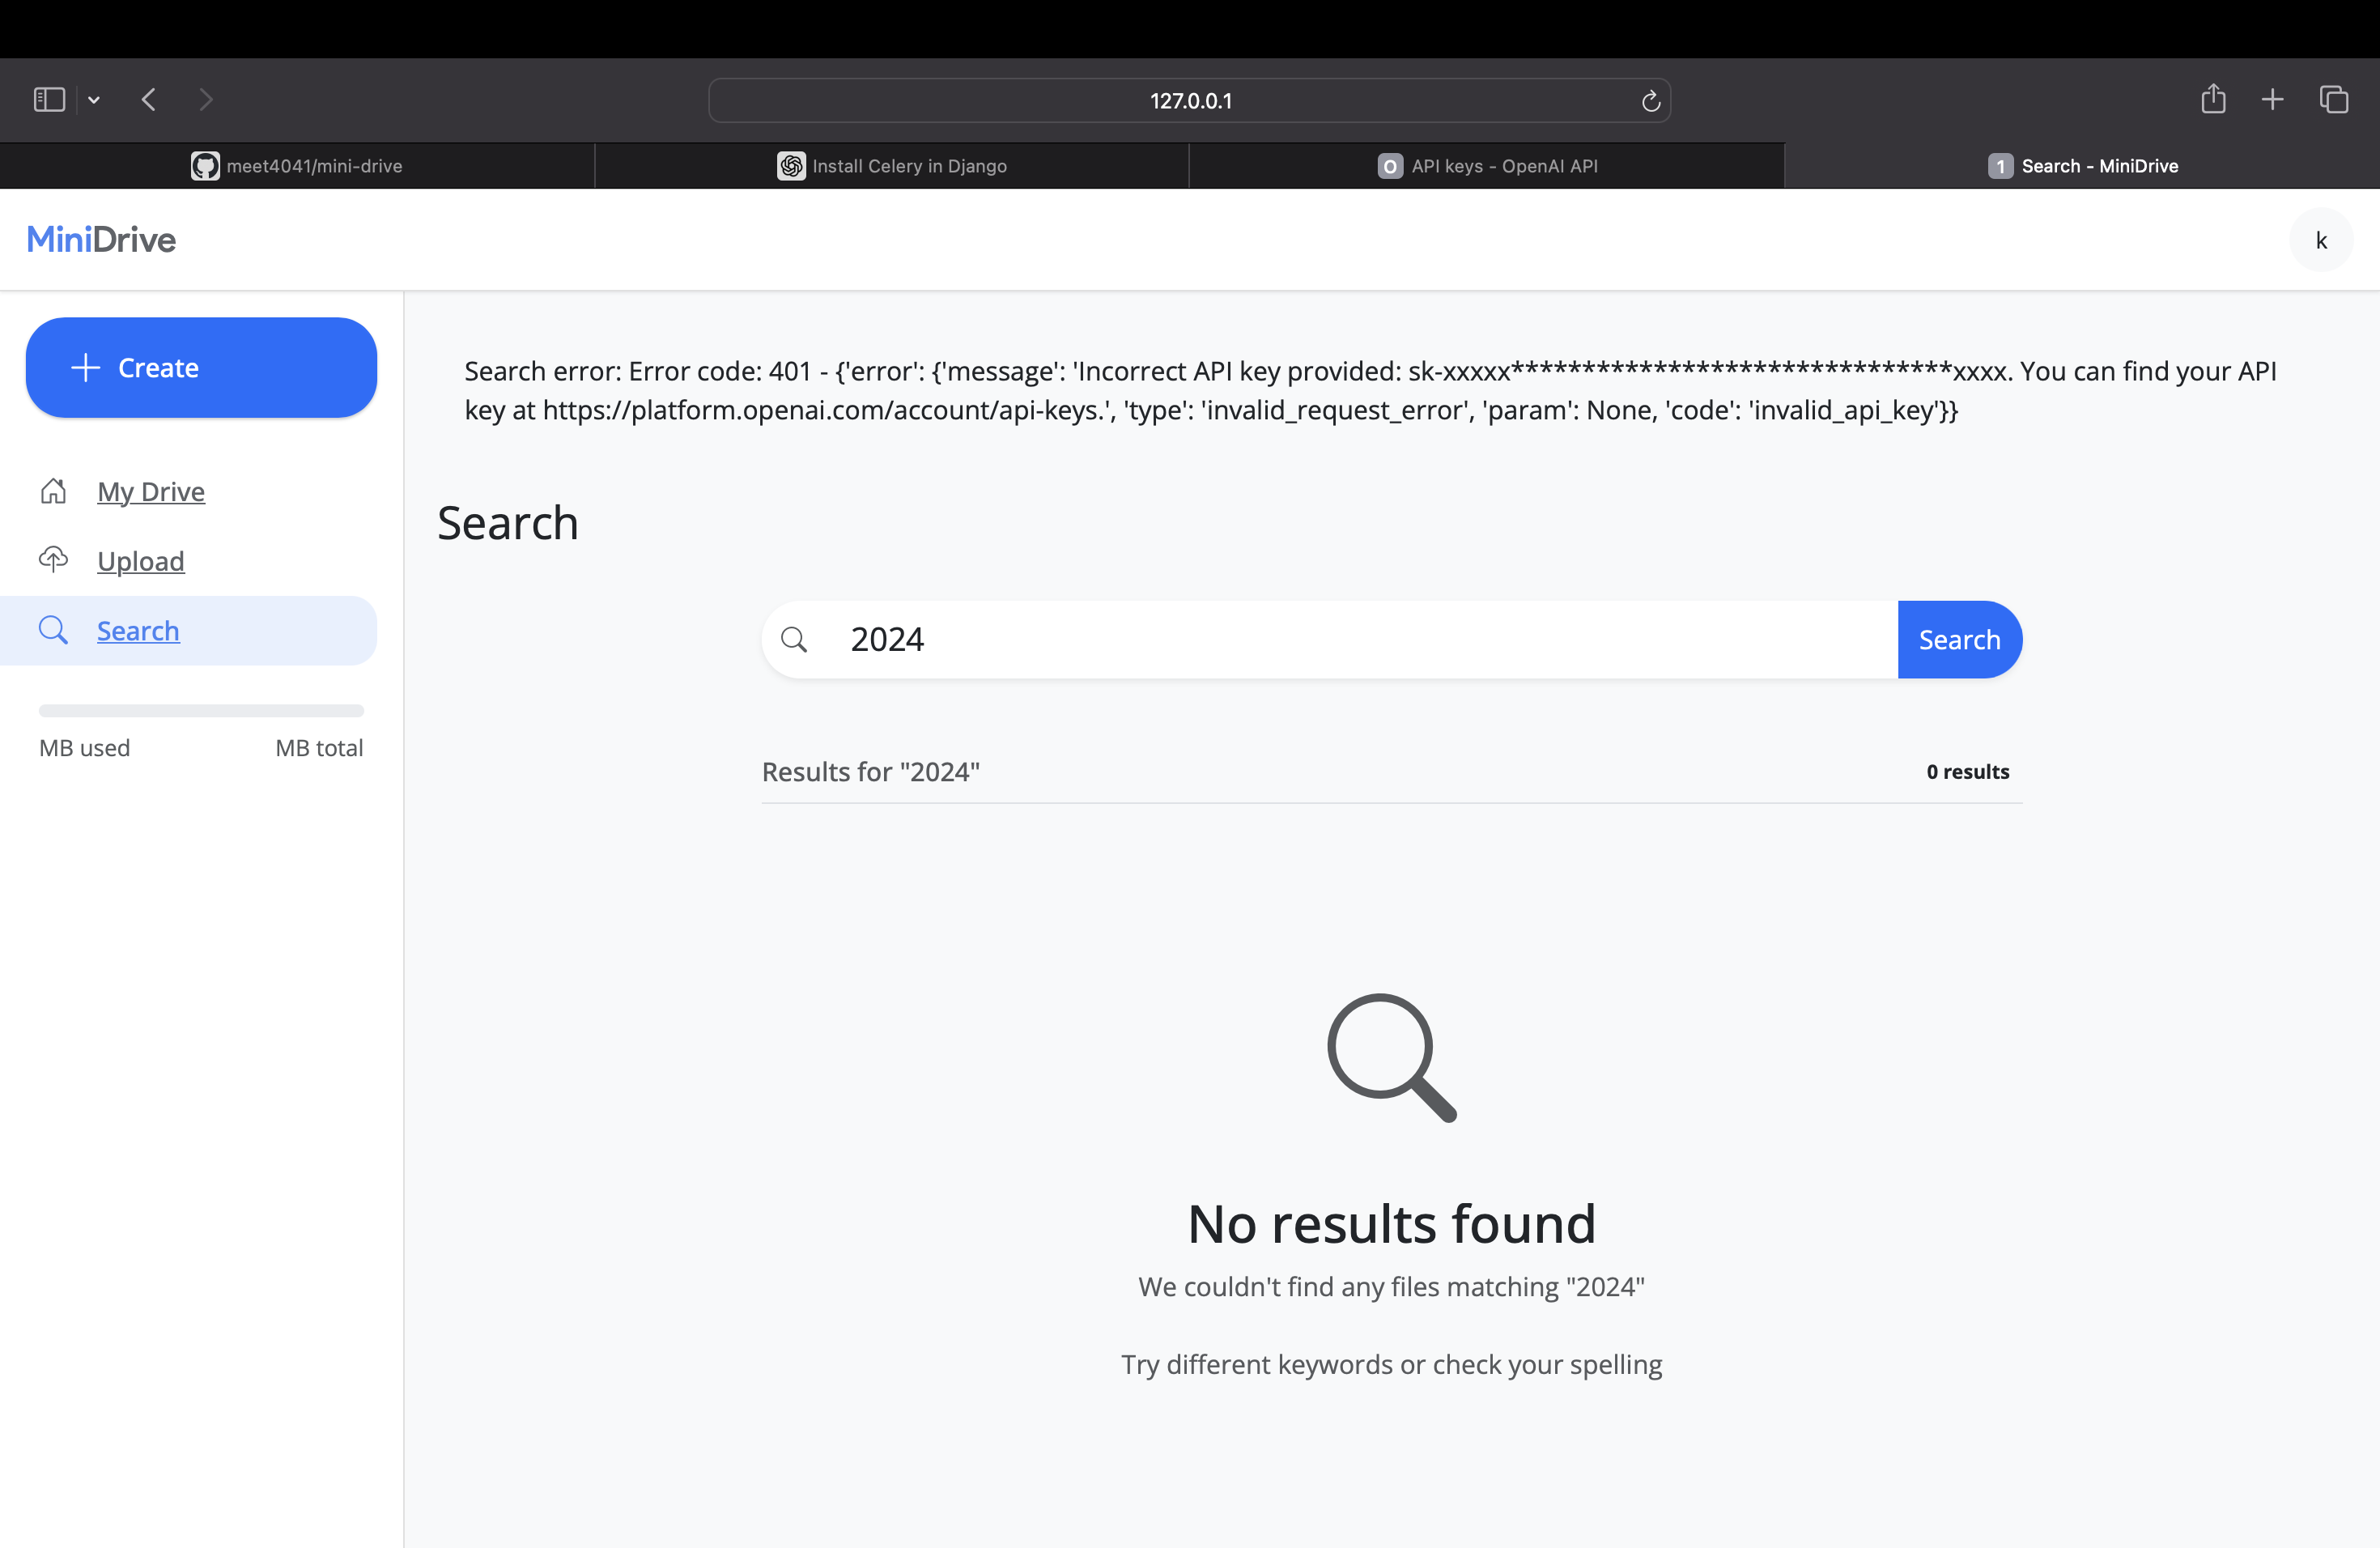 127.0.0.1
meet4041/mini-drive
Install Celery in Django
O API keys - OpenAI API
1 Search - MiniDrive
MiniDrive
k
Create
My Drive
Upload
Search
MB used MB total
Search error: Error code: 401 - {'error': {'message': 'Incorrect API key provided: sk-xxxxx*******************************xxxx. You can find your API
key at https://platform.openai.com/account/api-keys.', 'type': 'invalid_request_error', 'param': None, 'code': 'invalid_api_key'}}
Search
2024
Search
Results for "2024"
0 results
No results found
We couldn't find any files matching "2024"
Try different keywords or check your spelling